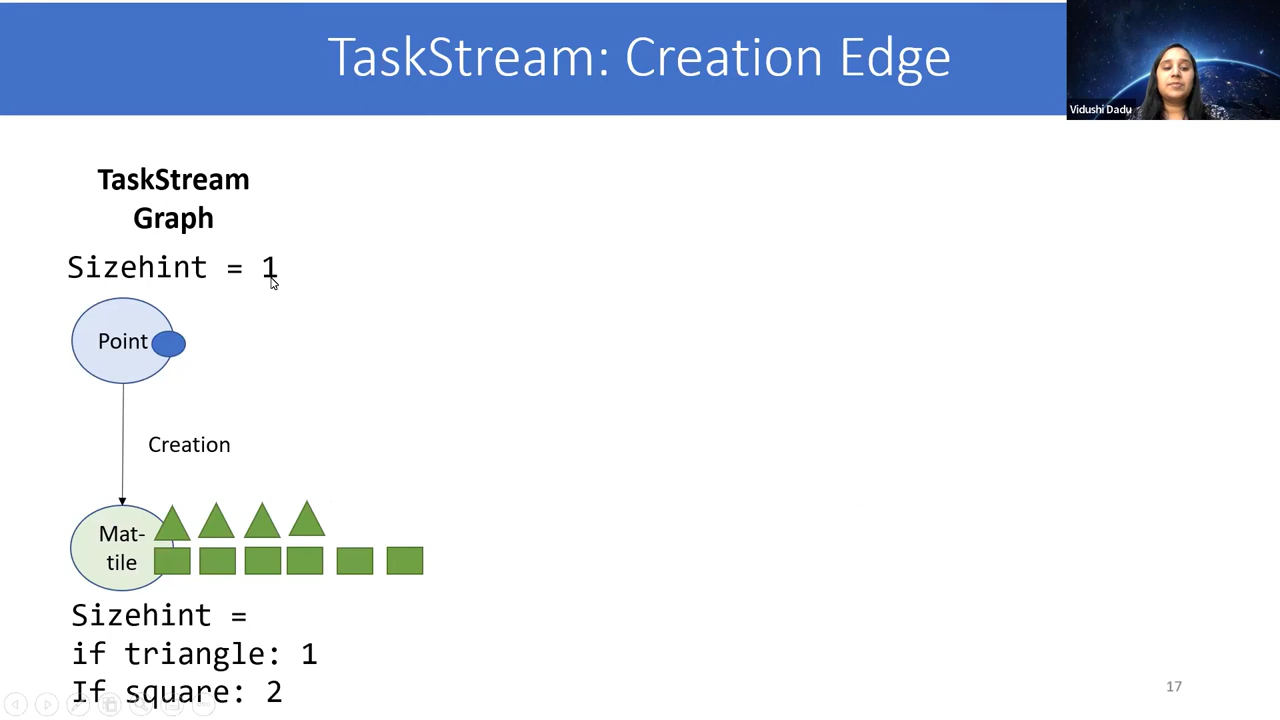 TaskStream: Creation Edge
Vidushi Dadu
TaskStream
Graph
Sizehint = 1
Point
Creation
Mat-
tile
Sizehint =
if triangle: 1
If square: 2
17